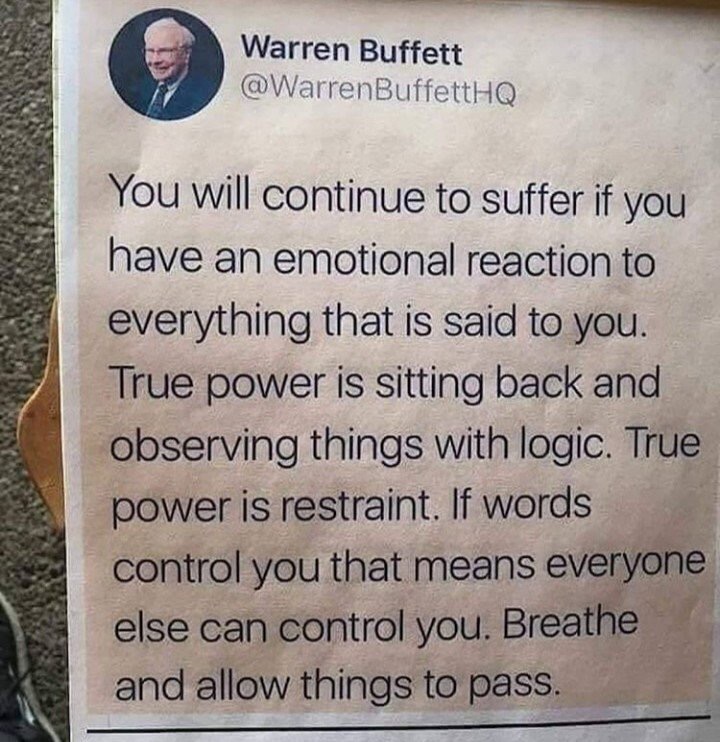 Warren Buffett
@WarrenBuffettHQ
You will continue to suffer if you
have an emotional reaction to
everything that is said to you.
True power is sitting back and
observing things with logic. True
power is restraint. If words
control you that means everyone
else can control you. Breathe
and allow things to pass.